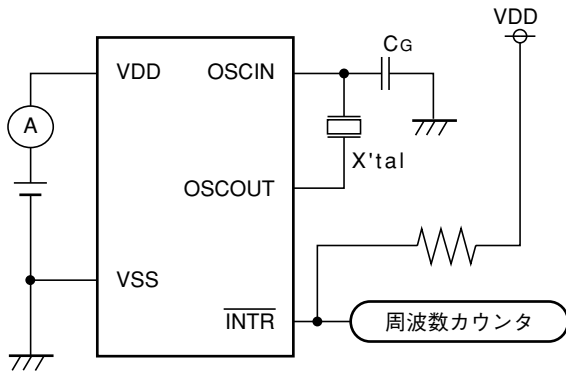 VDD
CG
VDD
OSCIN
A
X'tal
OSCOUT
VSS
INTR
周波数カウンタ